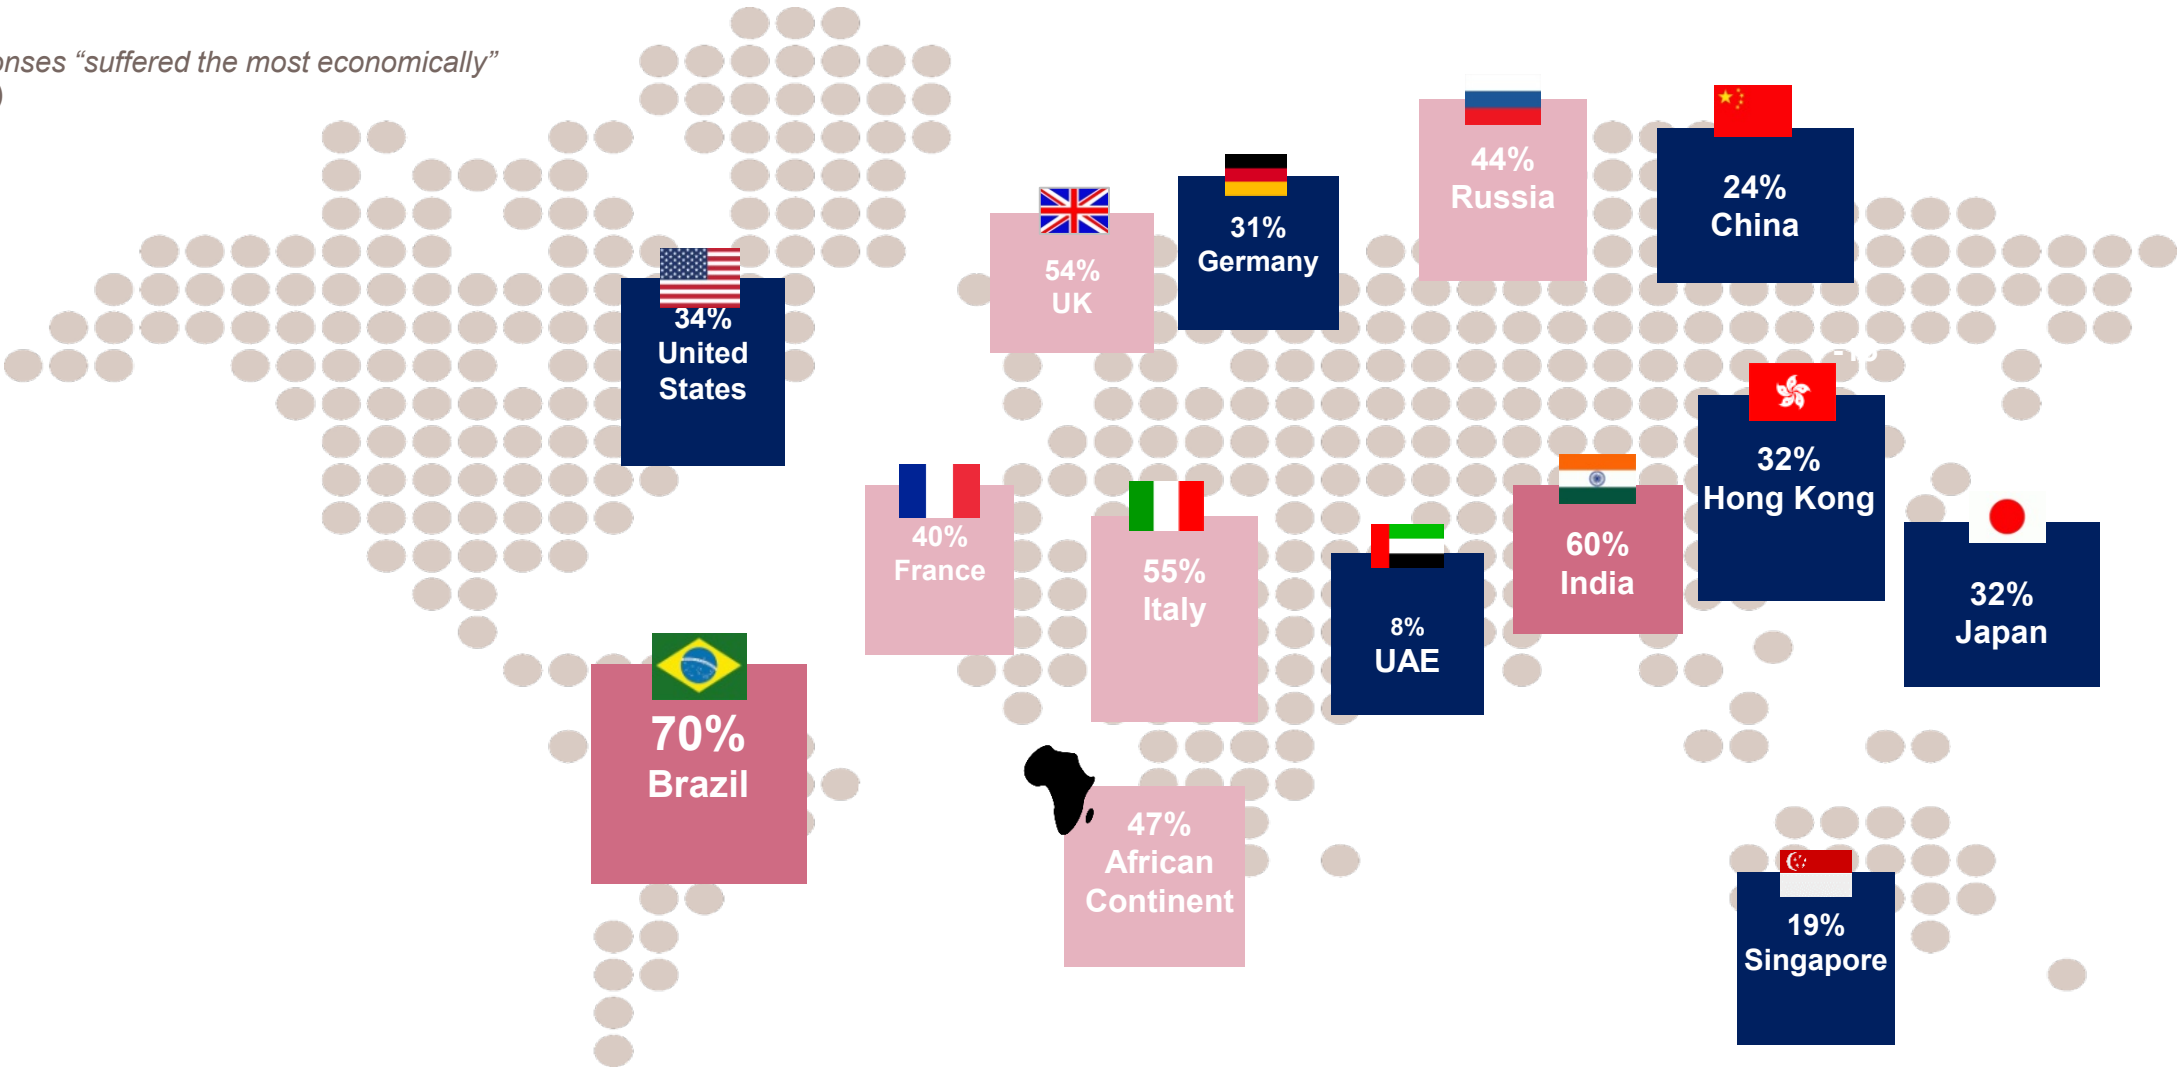 “suffered the most economically”
)
44%
Russia
24%
China
31%
Germany
54%
UK
34%
United
States
32%
Hong Kong
40%
France
55%
Italy
60%
India
32%
Japan
8%
UAE
70%
Brazil
47%
African
Continent
19%
Singapore